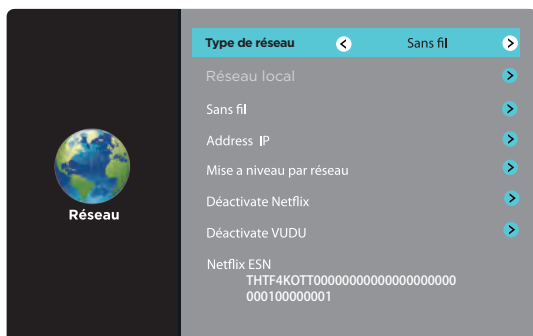 Type de réseau < Sans fil >
Réseau local >
Sans fil >
Address IP >
Mise a niveau par réseau >
Déactivate Netflix >
Déactivate VUDU >
Netflix ESN
THTF4KOTT00000000000000000000
000100000001
Réseau